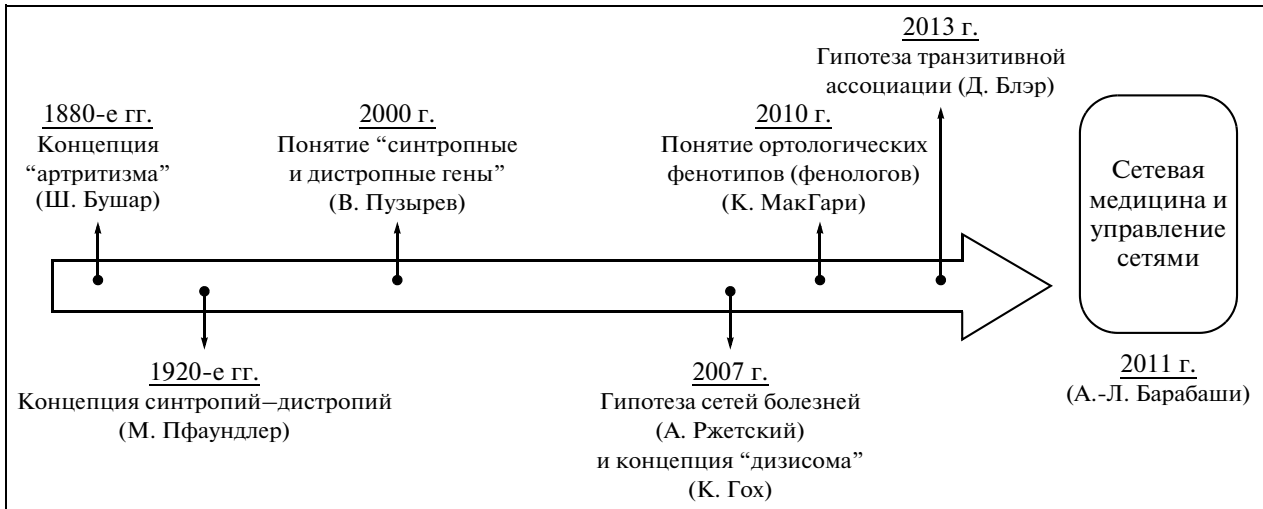 1880-е гг.
Концепция
“артритизма”
(Ш. Бушар)
1920-е гг.
Концепция синтропий–дистропий
(М. Пфаундлер)
2000 г.
Понятие “синтропные
и дистропные гены”
(В. Пузырев)
2007 г.
Гипотеза сетей болезней
(А. Ржетский)
и концепция “дизисома”
(К. Гох)
2010 г.
Понятие ортологических
фенотипов (фенологов)
(К. МакГари)
2013 г.
Гипотеза транзитивной
ассоциации (Д. Блэр)
Сетевая
медицина и
управление
сетями
2011 г.
(А.-Л. Барабаши)